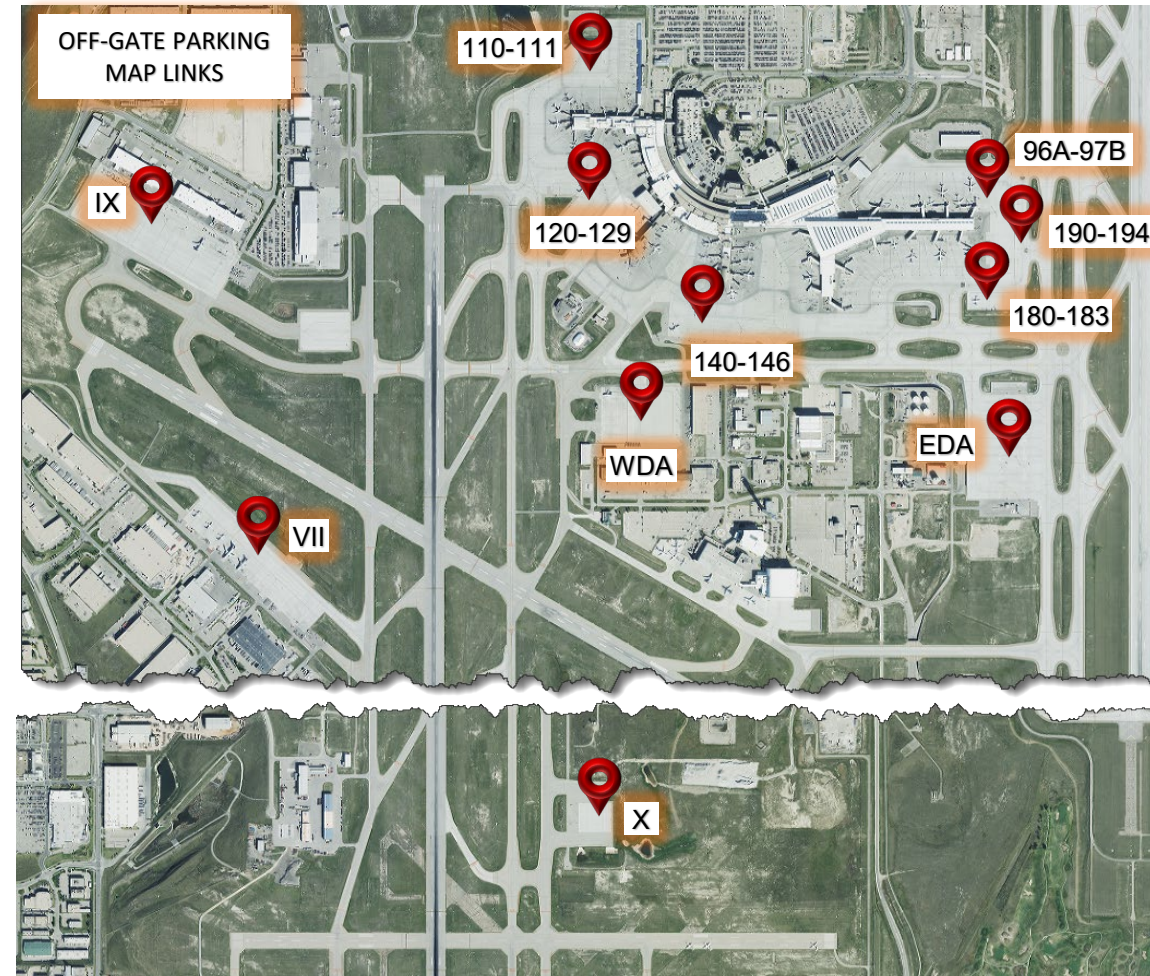 OFF-GATE PARKING
MAP LINKS
110-111
96A-97B
IX
120-129
190-194
180-183
140-146
EDA
WDA
VII
X